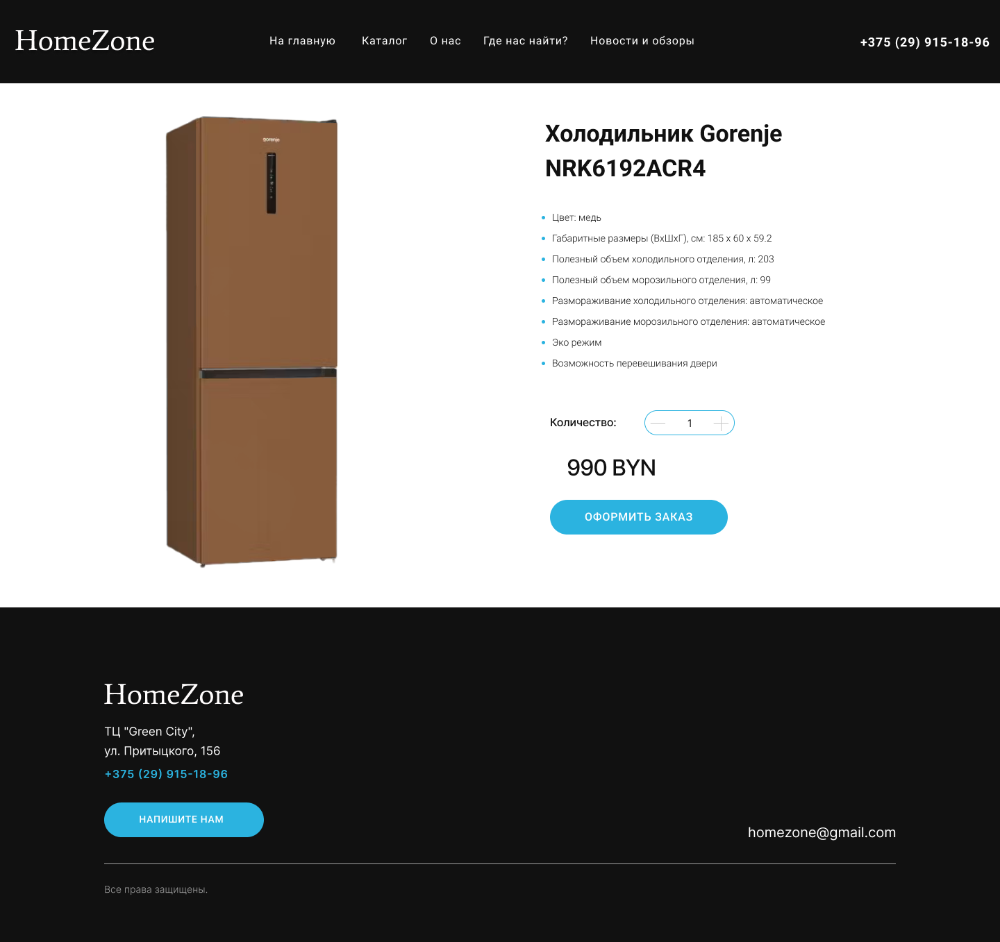 HomeZone
На главную Каталог О нас Где нас найти? Новости и обзоры
+375 (29) 915-18-96
gorenje
Холодильник Gorenje
NRK6192ACR4
Цвет: медь
Габаритные размеры (ВхШхГ), см: 185 х 60 х 59.2
Полезный объем холодильного отделения, л: 203
Полезный объем морозильного отделения, л: 99
Размораживание холодильного отделения: автоматическое
Размораживание морозильного отделения: автоматическое
Эко режим
Возможность перевешивания двери
Количество: 1
990 BYN
ОФОРМИТЬ ЗАКАЗ
HomeZone
ТЦ "Green City",
ул. Притыцкого, 156
+375 (29) 915-18-96
НАПИШИТЕ НАМ
homezone@gmail.com
Все права защищены.